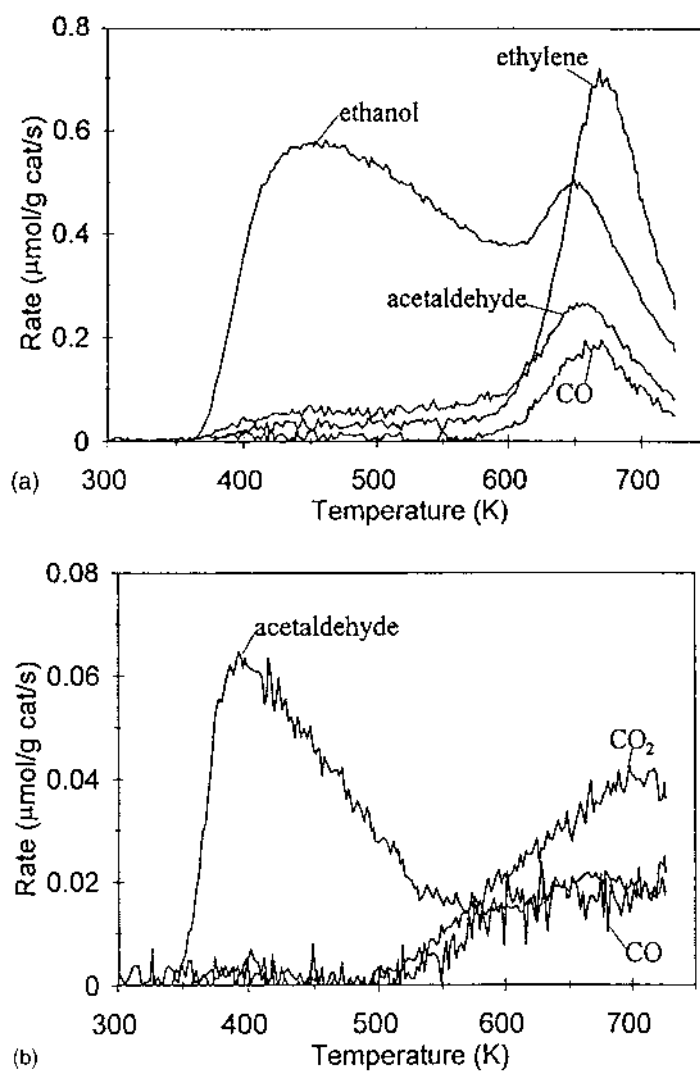 0.8
0.6
0.4
0.2
0
Rate (μmol/g cat/s)
ethylene
ethanol
acetaldehyde
CO
300 400 500 600 700
Temperature (K)
(a)
0.08
0.06
0.04
0.02
0
Rate (μmol/g cat/s)
acetaldehyde
CO₂
CO
300 400 500 600 700
Temperature (K)
(b)